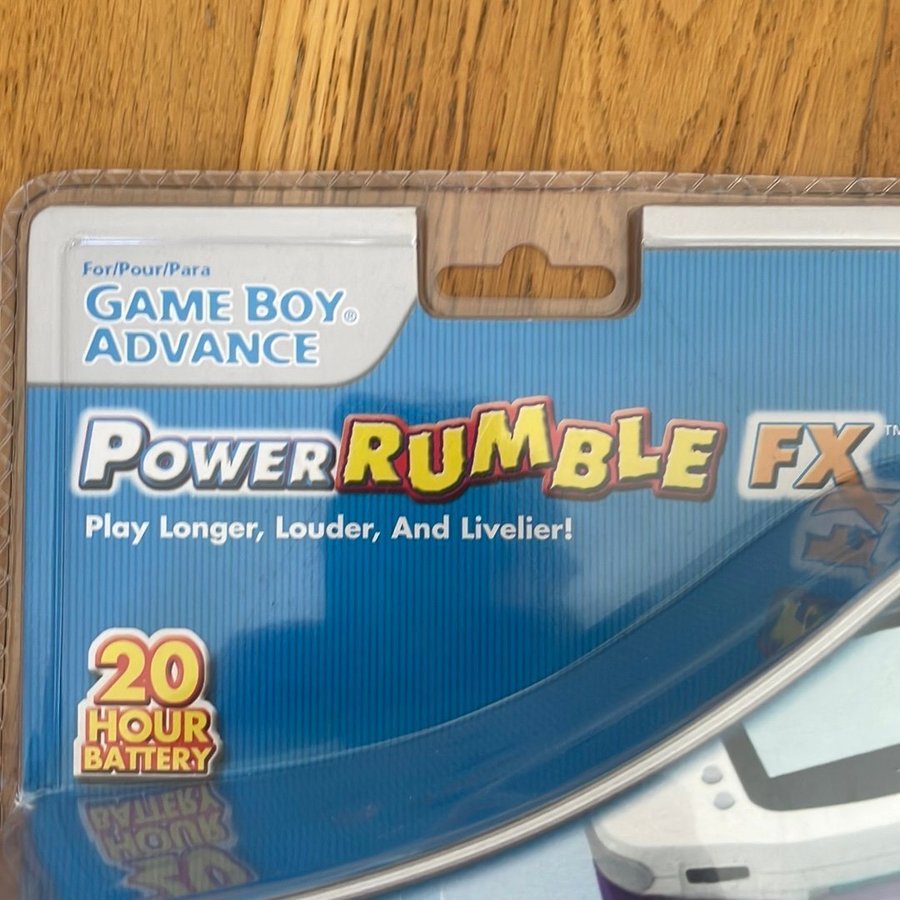 For/Pour/Para
GAME BOY®
ADVANCE
POWER RUMBLE FX™
Play Longer, Louder, And Livelier!
20
HOUR
BATTERY